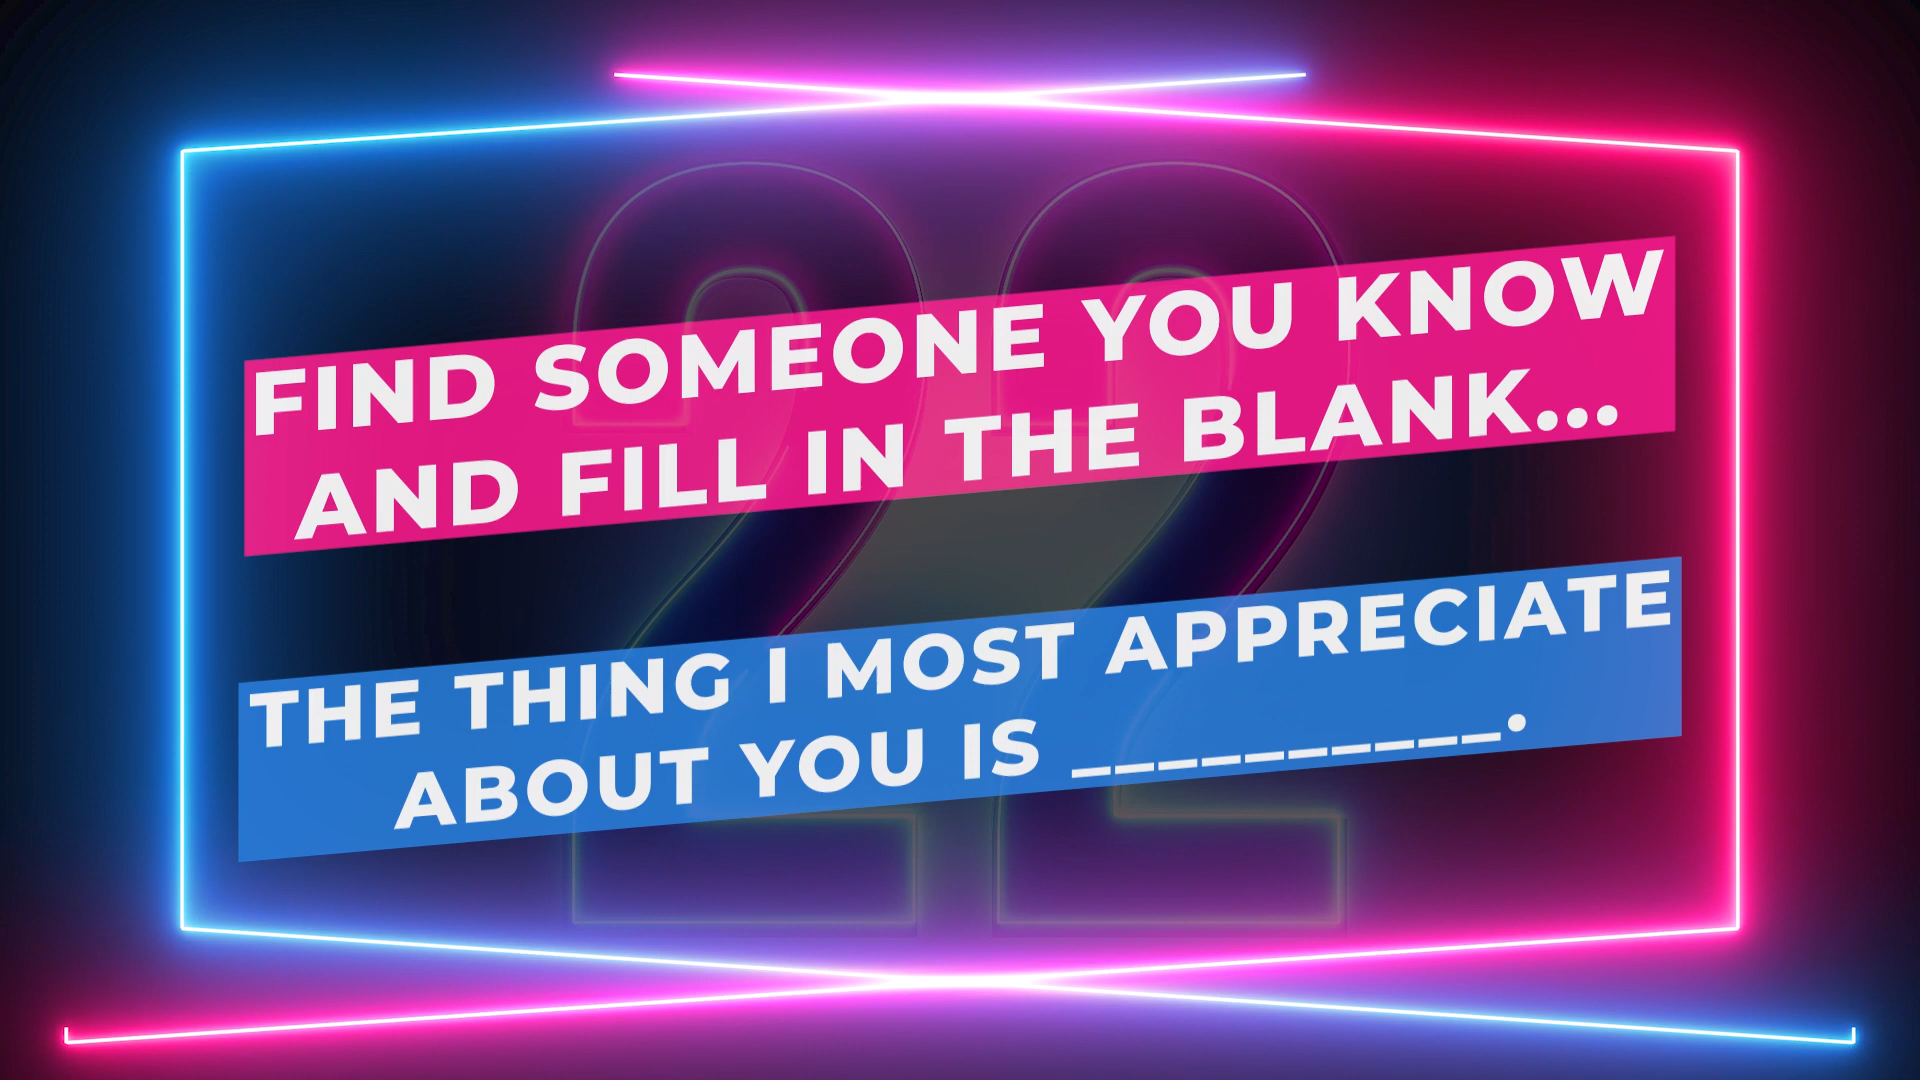 22
FIND SOMEONE YOU KNOW
AND FILL IN THE BLANK...
THE THING I MOST APPRECIATE
ABOUT YOU IS __________.